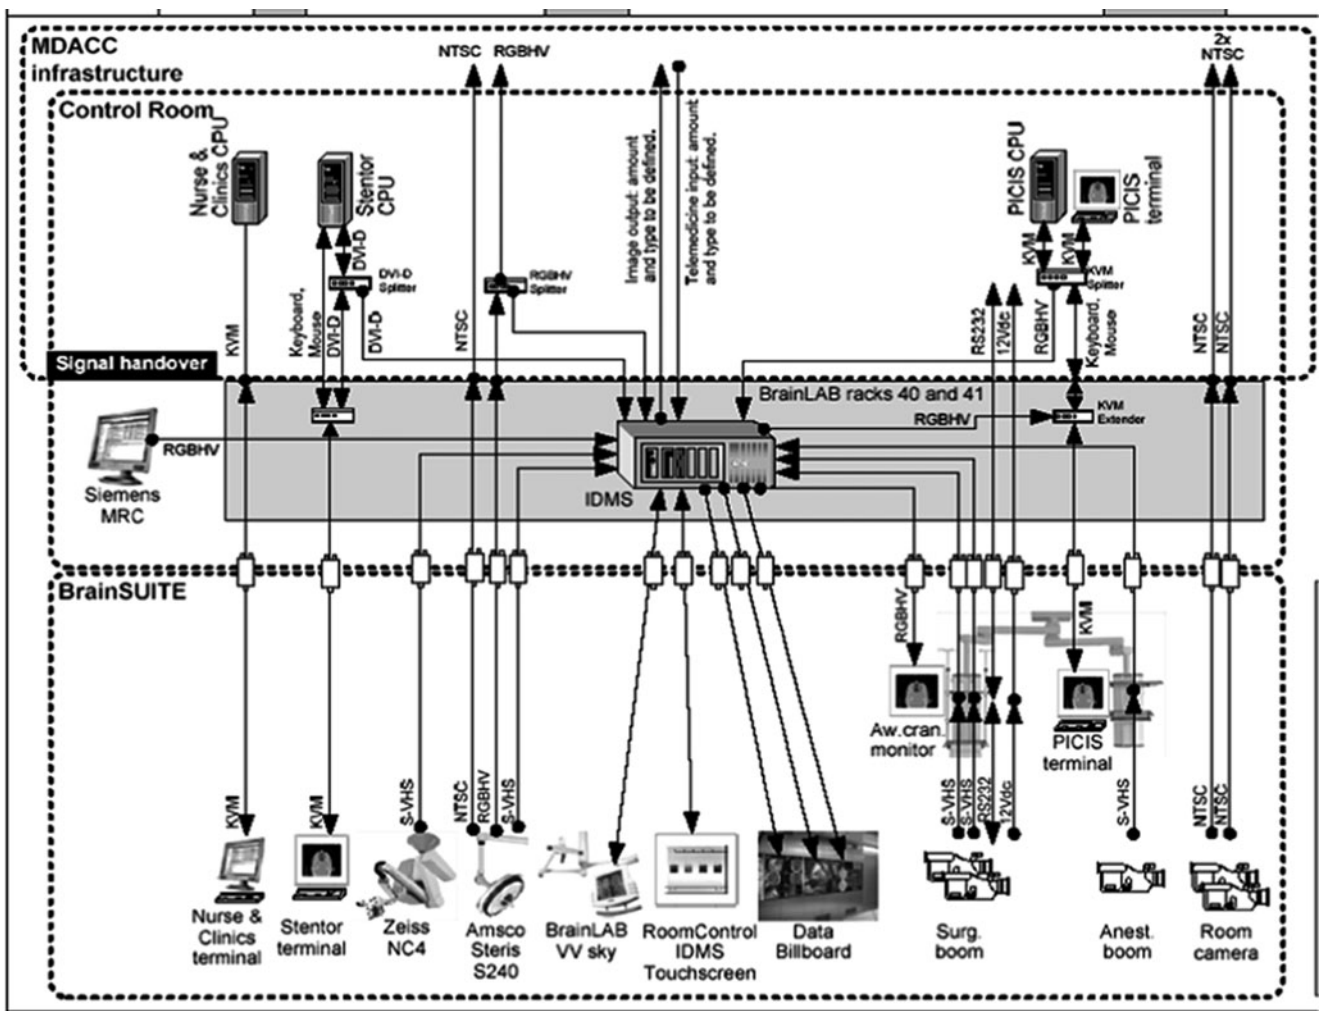 MDACC
infrastructure
NTSC
RGBHV
2x
NTSC
Control Room
Nurse &
Clinics CPU
Stentor
CPU
Image output: amount
and type to be defined.
Telemedicine input: amount
and type to be defined.
PICIS CPU
PICIS
terminal
DVI-D
KVM
KVM
DVI-D
Splitter
RGBHV
Splitter
KVM
Splitter
KVM
Keyboard,
Mouse
DVI-D
DVI-D
NTSC
RS232
12Vdc
RGBHV
Keyboard,
Mouse
NTSC
NTSC
Signal handover
BrainLAB racks 40 and 41
RGBHV
KVM
Extender
RGBHV
Siemens
MRC
IDMS
BrainSUITE
RGBHV
KVM
Aw.cran.
monitor
PICIS
terminal
KVM
KVM
S-VHS
NTSC
RGBHV
S-VHS
S-VHS
S-VHS
RS232
12Vdc
S-VHS
NTSC
NTSC
Nurse &
Clinics
terminal
Stentor
terminal
Zeiss
NC4
Amsco
Steris
S240
BrainLAB
VV sky
RoomControl
IDMS
Touchscreen
Data
Billboard
Surg.
boom
Anest.
boom
Room
camera